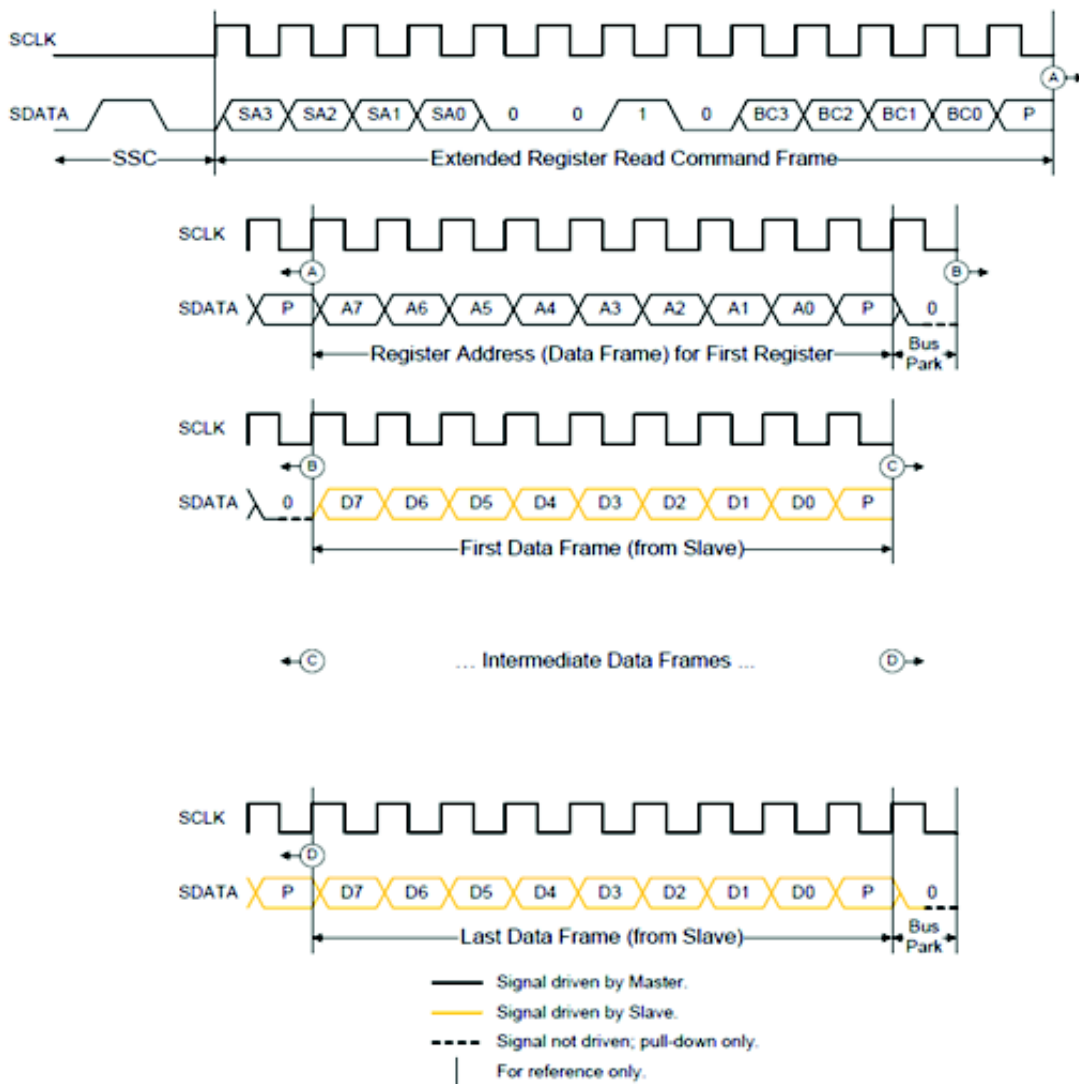 SCLK
A
SDATA SA3 SA2 SA1 SA0 0 0 1 0 BC3 BC2 BC1 BC0 P
SSC Extended Register Read Command Frame
SCLK
A B
SDATA P A7 A6 A5 A4 A3 A2 A1 A0 P 0
Register Address (Data Frame) for First Register Bus Park
SCLK
B C
SDATA 0 D7 D6 D5 D4 D3 D2 D1 D0 P
First Data Frame (from Slave)
C ... Intermediate Data Frames ... D
SCLK
D
SDATA P D7 D6 D5 D4 D3 D2 D1 D0 P 0
Last Data Frame (from Slave) Bus Park
Signal driven by Master.
Signal driven by Slave.
Signal not driven; pull-down only.
For reference only.